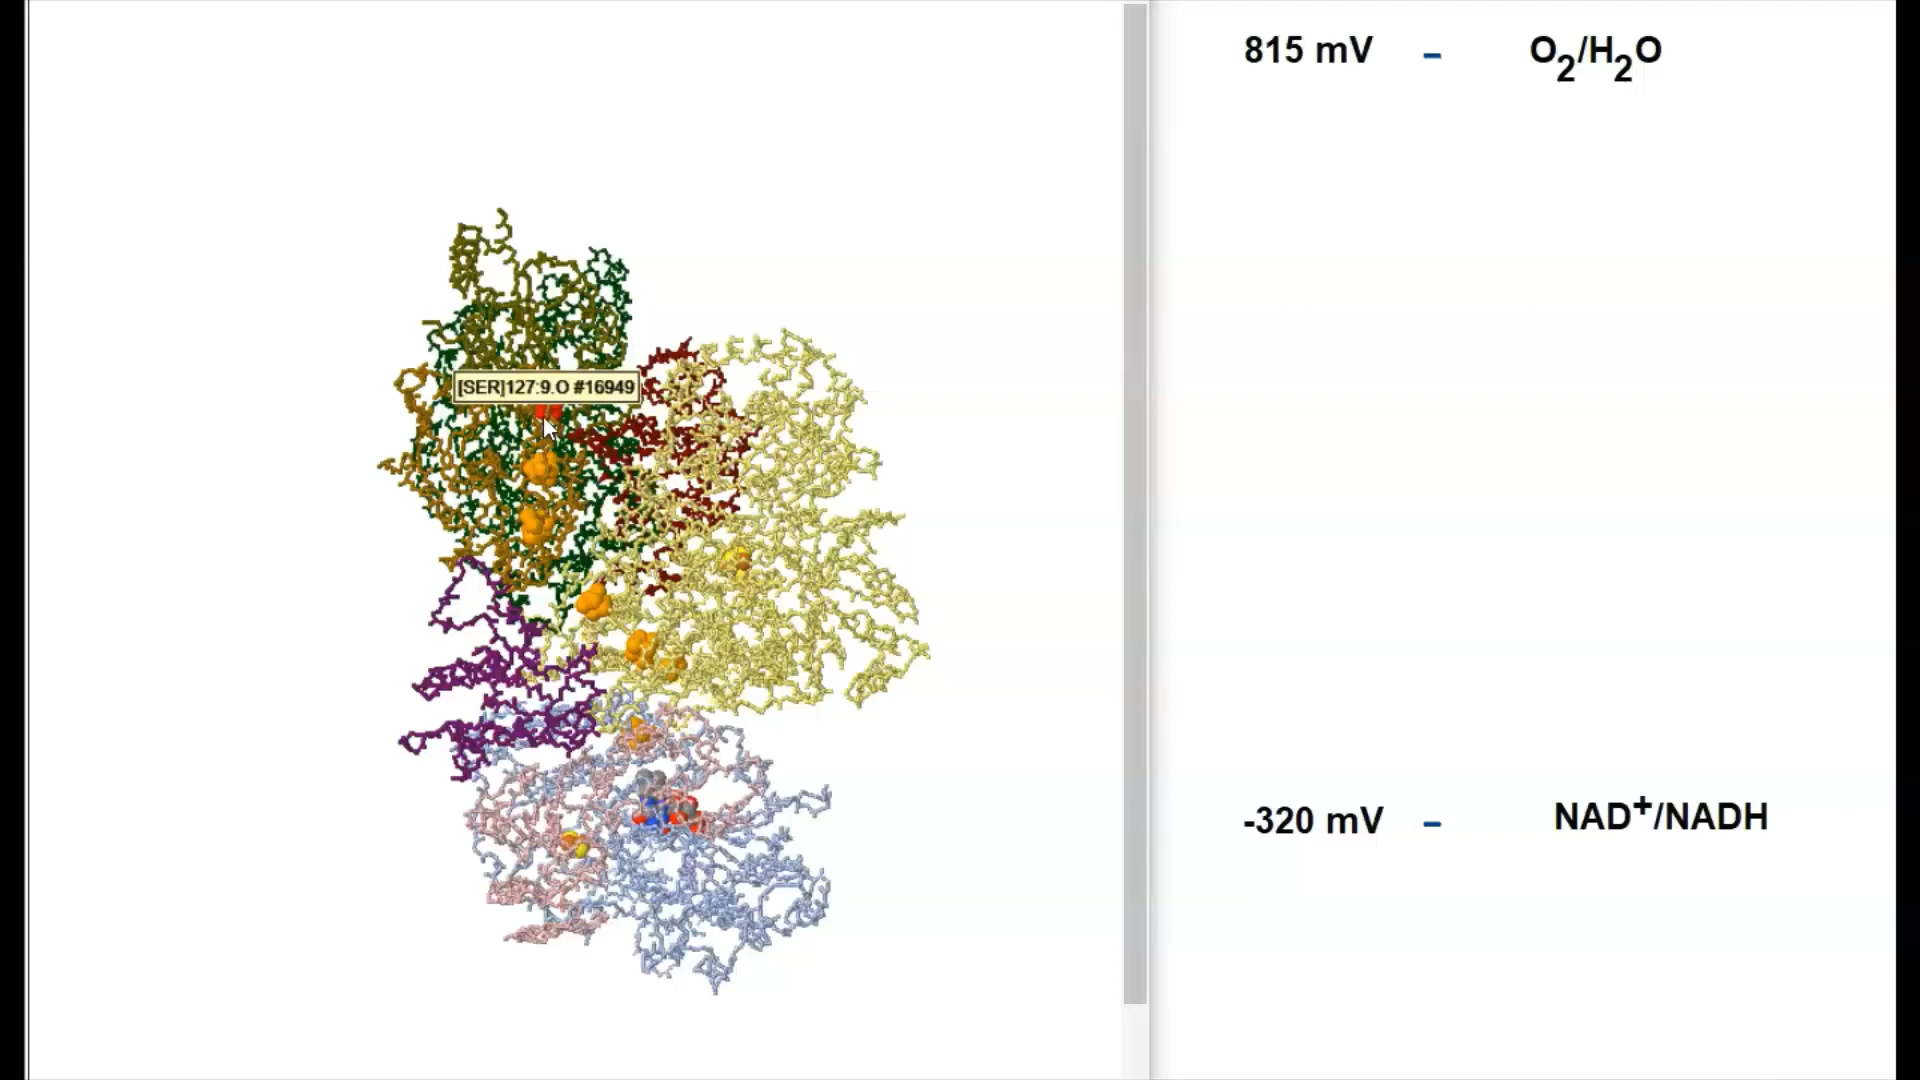 815 mV – O2/H2O
[SER]127:9.O #16949
-320 mV – NAD+/NADH